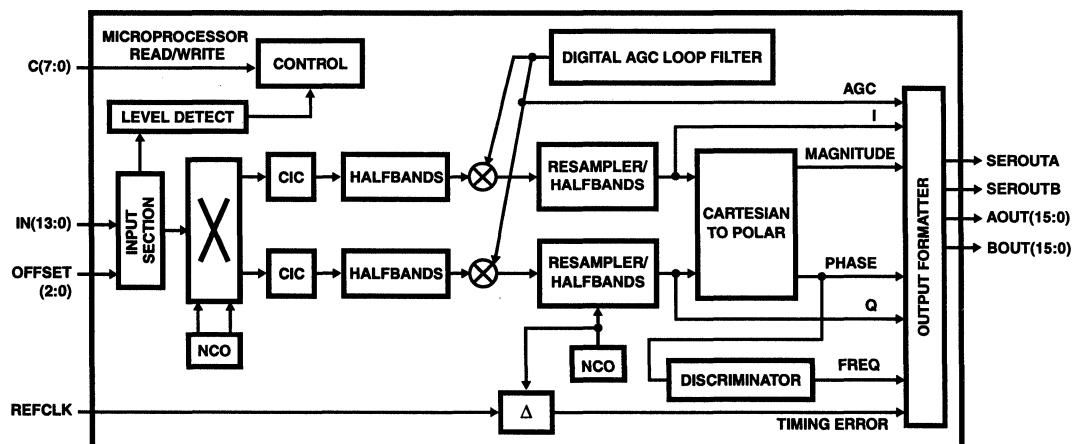 MICROPROCESSOR
READ/WRITE
C(7:0)
CONTROL
DIGITAL AGC LOOP FILTER
AGC
LEVEL DETECT
I
MAGNITUDE
CIC
HALFBANDS
RESAMPLER/
HALFBANDS
CARTESIAN
TO POLAR
SEROUTA
SEROUTB
AOUT(15:0)
BOUT(15:0)
IN(13:0)
INPUT
SECTION
OFFSET
(2:0)
CIC
HALFBANDS
RESAMPLER/
HALFBANDS
PHASE
Q
OUTPUT FORMATTER
NCO
NCO
DISCRIMINATOR
FREQ
REFCLK
Δ
TIMING ERROR